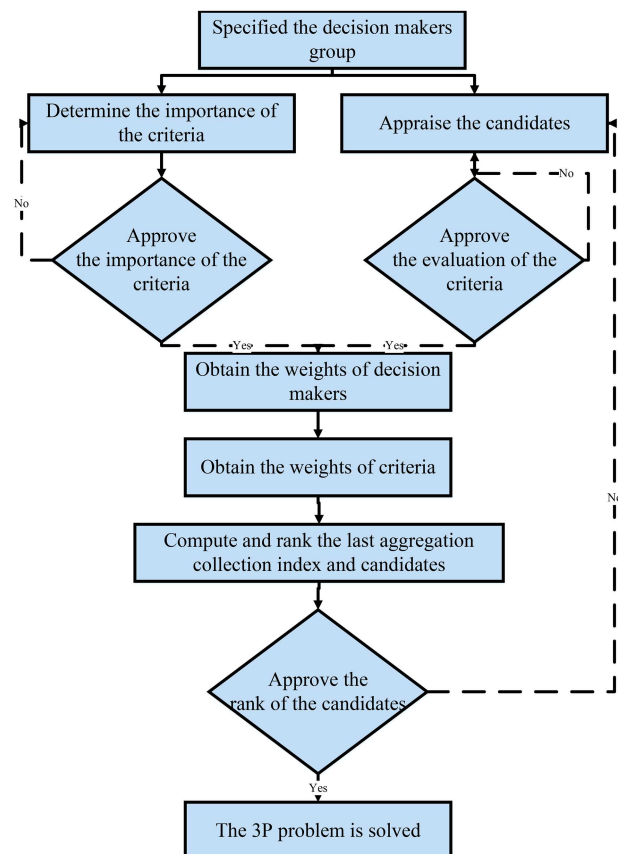 Specified the decision makers
group
Determine the importance of
the criteria
Appraise the candidates
No
No
Approve
the importance of the
criteria
Approve
the evaluation of the
criteria
Yes
Yes
Obtain the weights of decision
makers
Obtain the weights of criteria
No
Compute and rank the last aggregation
collection index and candidates
Approve the
rank of the candidates
Yes
The 3P problem is solved